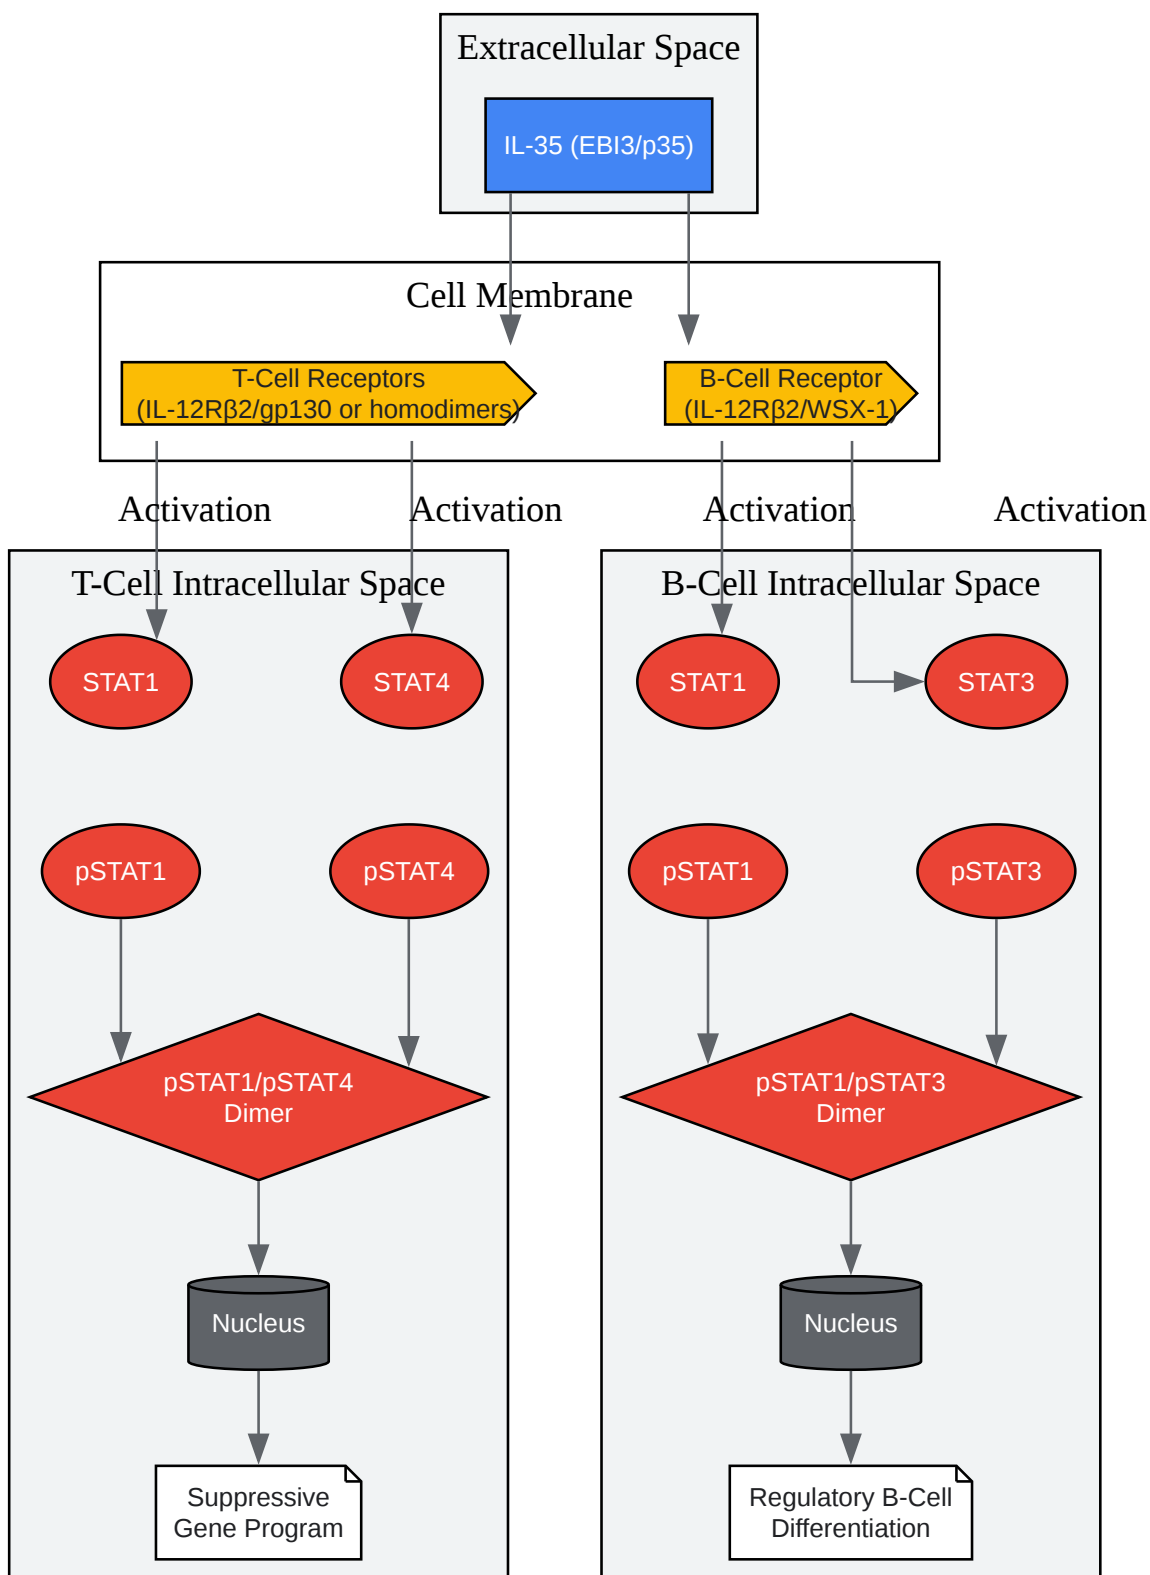 Extracellular Space
IL-35 (EBI3/p35)
Cell Membrane
T-Cell Receptors
(IL-12Rβ2/gp130 or homodimers)
B-Cell Receptor
(IL-12Rβ2/WSX-1)
Activation
Activation
Activation
Activation
T-Cell Intracellular Space
STAT1
STAT4
pSTAT1
pSTAT4
pSTAT1/pSTAT4
Dimer
Nucleus
Suppressive
Gene Program
B-Cell Intracellular Space
STAT1
STAT3
pSTAT1
pSTAT3
pSTAT1/pSTAT3
Dimer
Nucleus
Regulatory B-Cell
Differentiation